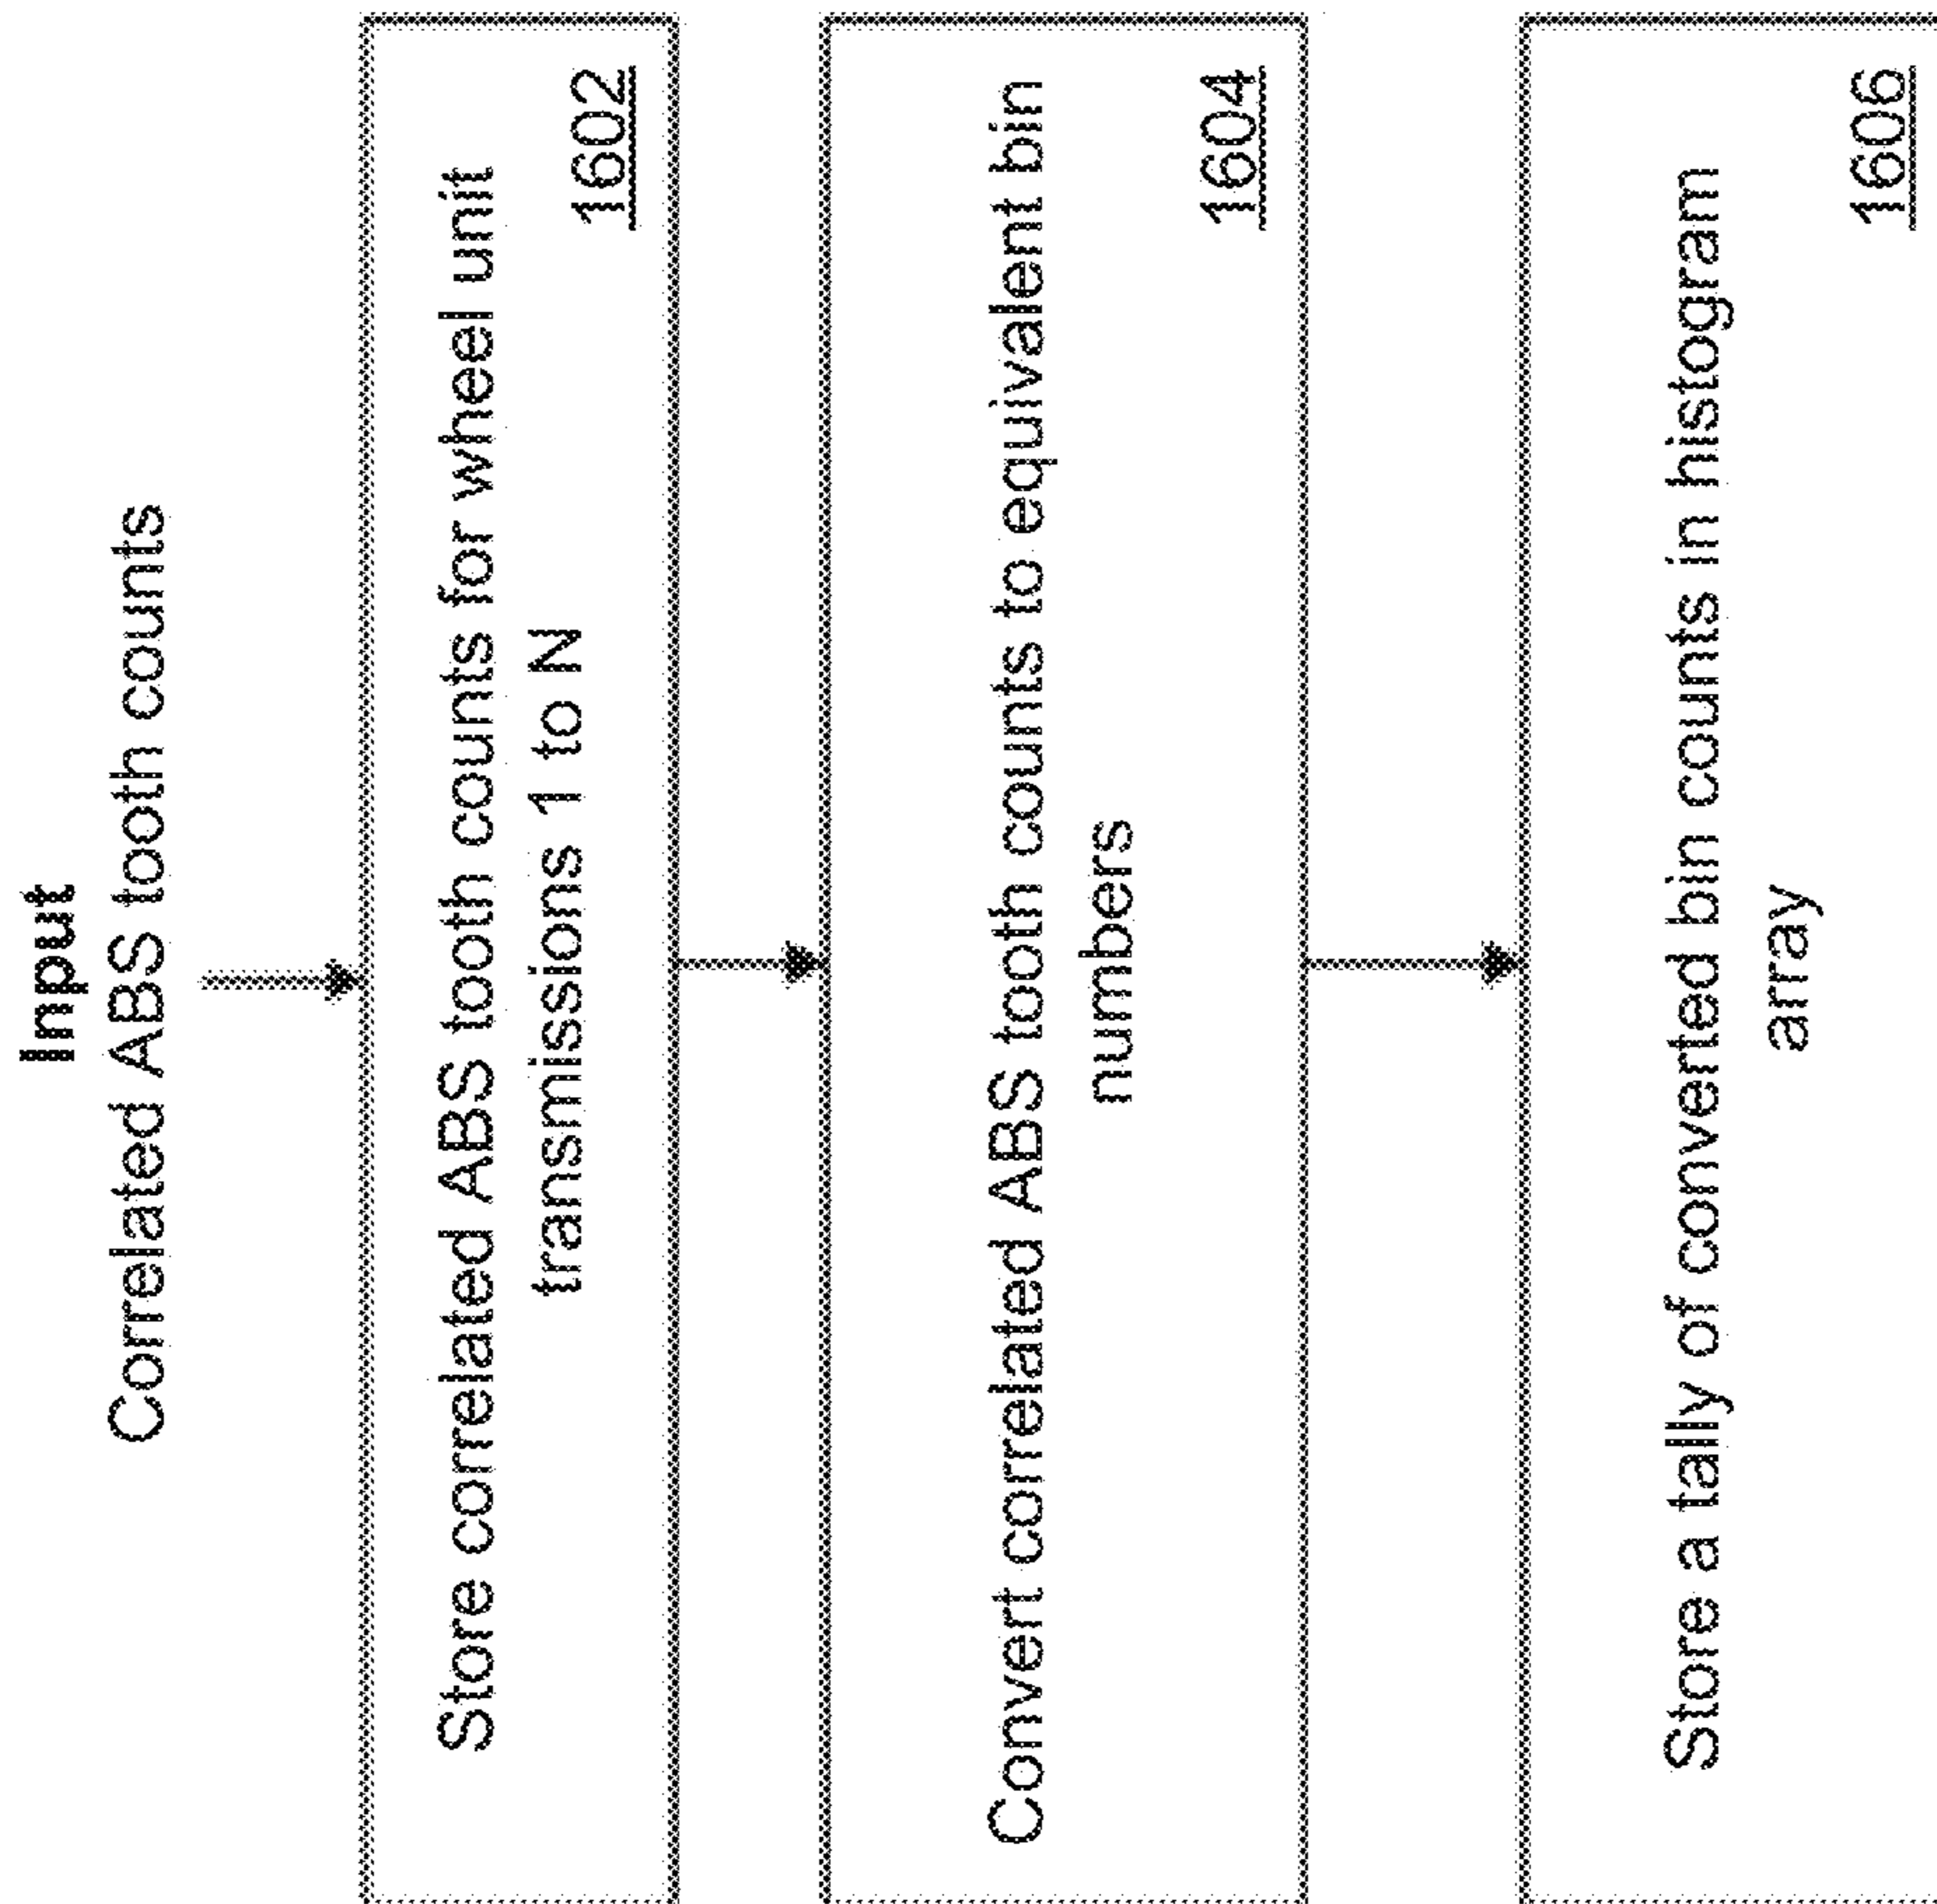 Input
Correlated ABS tooth counts
Store correlated ABS tooth counts for wheel unit
transmissions 1 to N
1602
Convert correlated ABS tooth counts to equivalent bin
numbers
1604
Store a tally of converted bin counts in histogram
array
1606